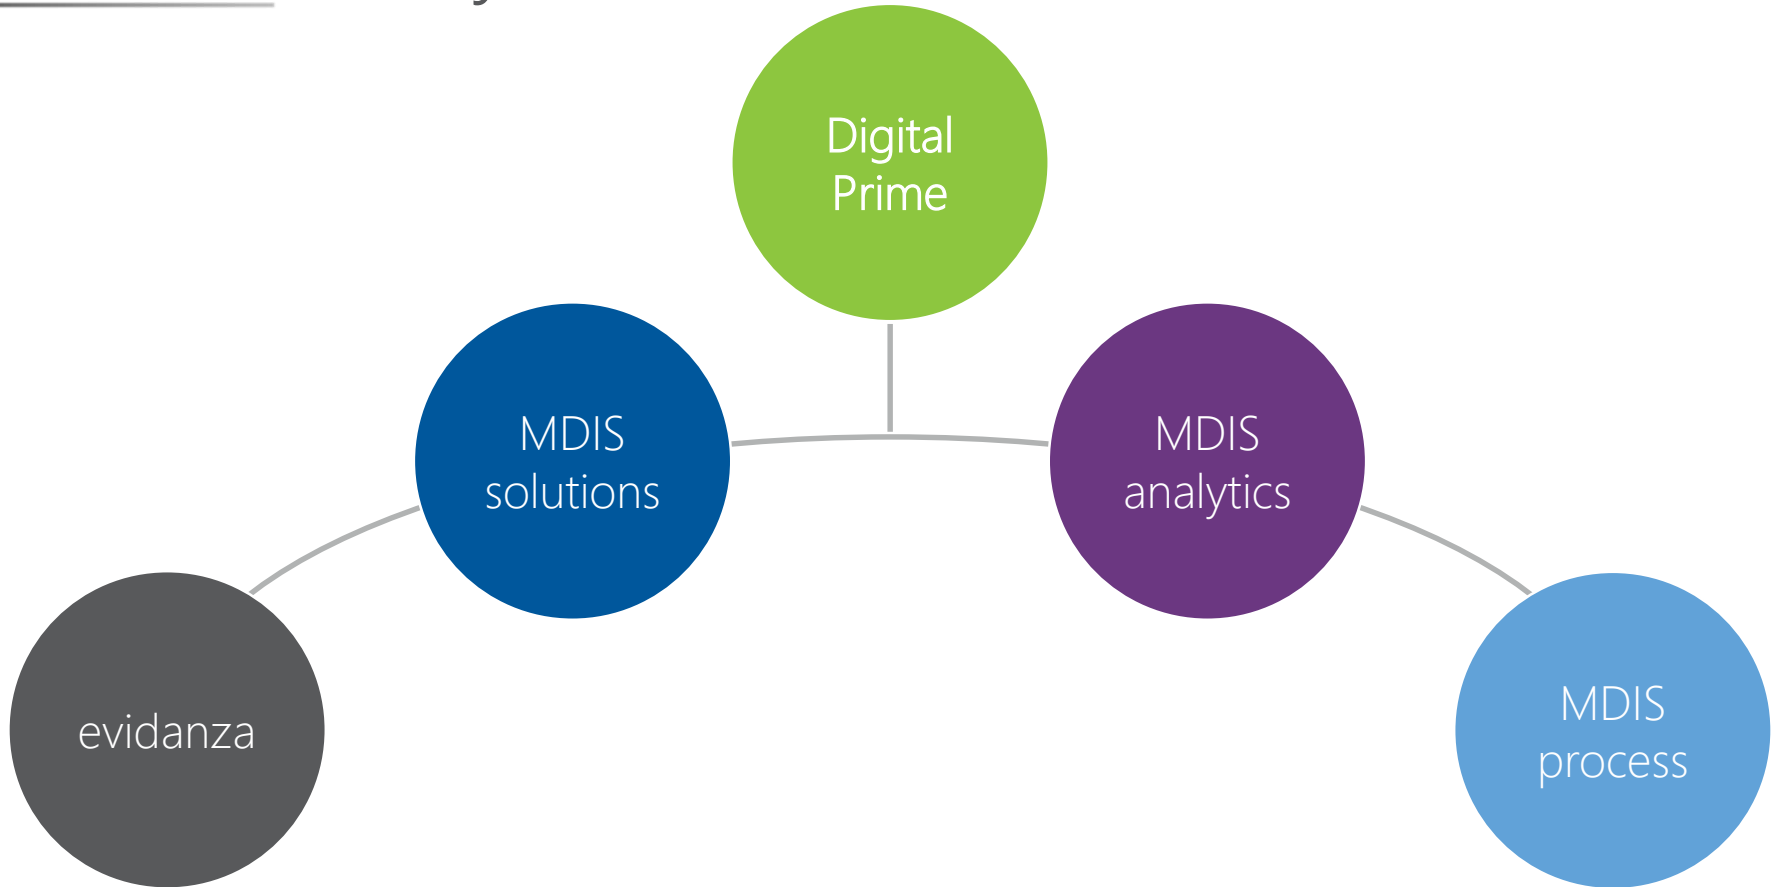 Digital
Prime
MDIS
solutions
MDIS
analytics
evidanza
MDIS
process